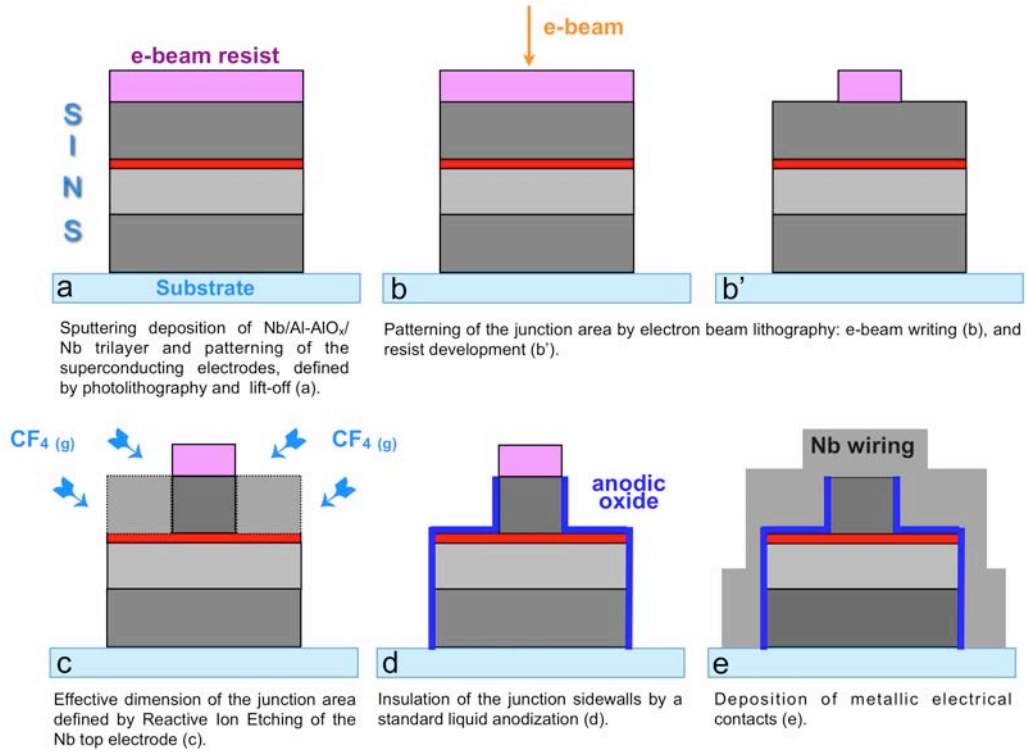 e-beam resist
S
I
N
S
a
Substrate
Sputtering deposition of Nb/Al-AlOₓ/
Nb trilayer and patterning of the
superconducting electrodes, defined
by photolithography and lift-off (a).
e-beam
b
b'
Patterning of the junction area by electron beam lithography: e-beam writing (b), and
resist development (b').
CF₄ (g)
CF₄ (g)
c
Effective dimension of the junction area
defined by Reactive Ion Etching of the
Nb top electrode (c).
anodic
oxide
d
Insulation of the junction sidewalls by a
standard liquid anodization (d).
Nb wiring
e
Deposition of metallic electrical
contacts (e).